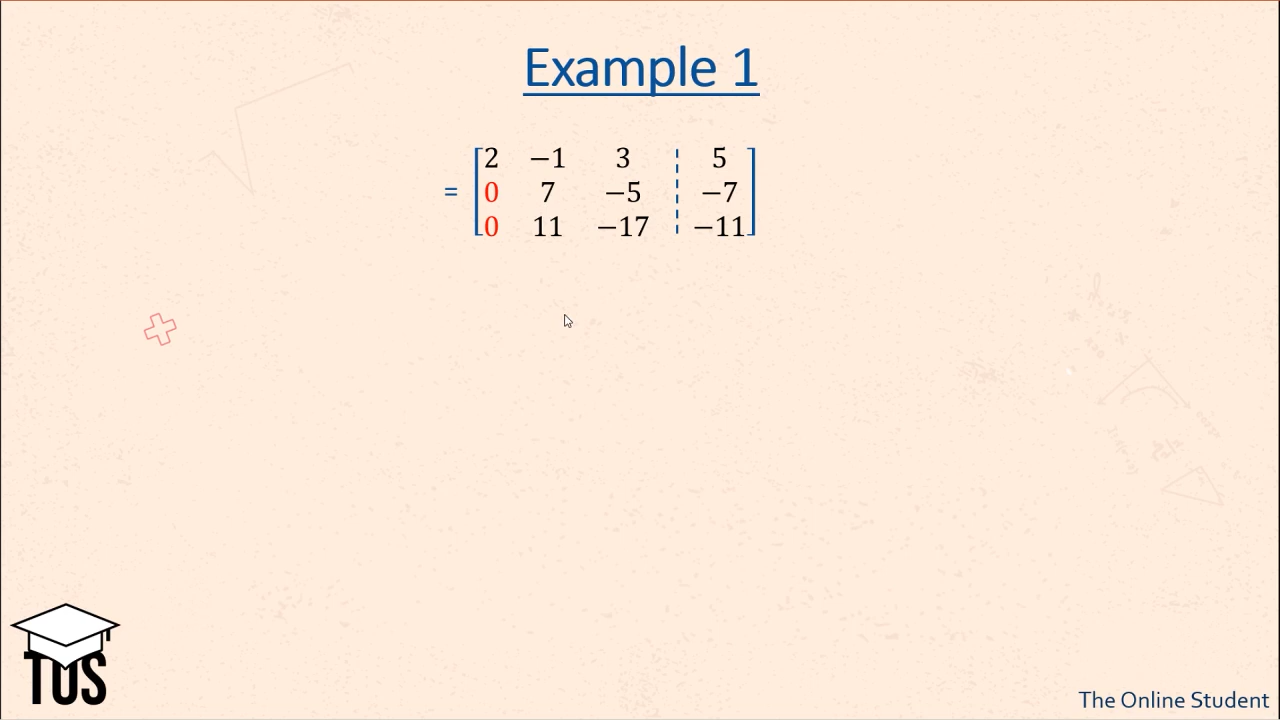 Example 1
= [2 −1 3 ¦ 5
0 7 −5 ¦ −7
0 11 −17 ¦ −11]
TUS
The Online Student